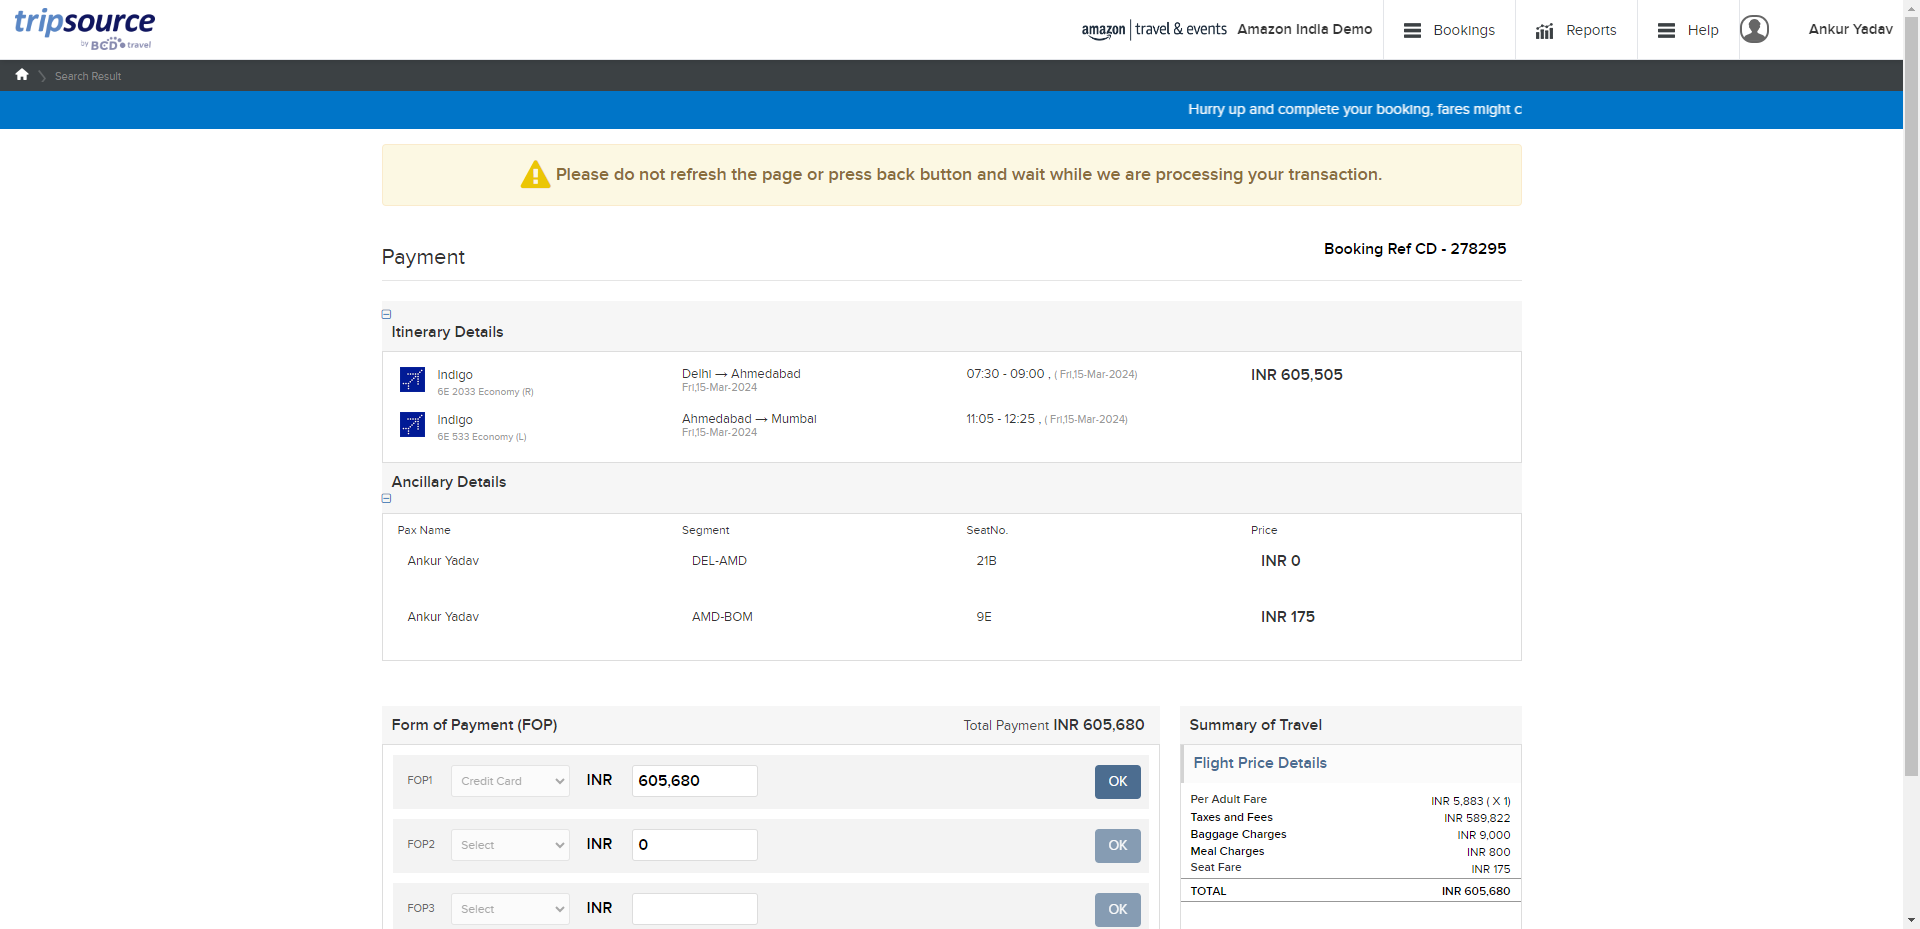 tripsource
by BCD travel
amazon | travel & events Amazon India Demo
Bookings
Reports
Help
Ankur Yadav
Search Result
Hurry up and complete your booking, fares might c
Please do not refresh the page or press back button and wait while we are processing your transaction.
Payment
Booking Ref CD - 278295
Itinerary Details
Indigo Delhi → Ahmedabad 07:30 - 09:00 , ( Fri,15-Mar-2024) INR 605,505
6E 2033 Economy (R) Fri,15-Mar-2024
Indigo Ahmedabad → Mumbai 11:05 - 12:25 , ( Fri,15-Mar-2024)
6E 533 Economy (L) Fri,15-Mar-2024
Ancillary Details
Pax Name Segment SeatNo. Price
Ankur Yadav DEL-AMD 21B INR 0
Ankur Yadav AMD-BOM 9E INR 175
Form of Payment (FOP) Total Payment INR 605,680
FOP1 Credit Card INR 605,680 OK
FOP2 Select INR 0 OK
FOP3 Select INR OK
Summary of Travel
Flight Price Details
Per Adult Fare INR 5,883 ( X 1)
Taxes and Fees INR 589,822
Baggage Charges INR 9,000
Meal Charges INR 800
Seat Fare INR 175
TOTAL INR 605,680